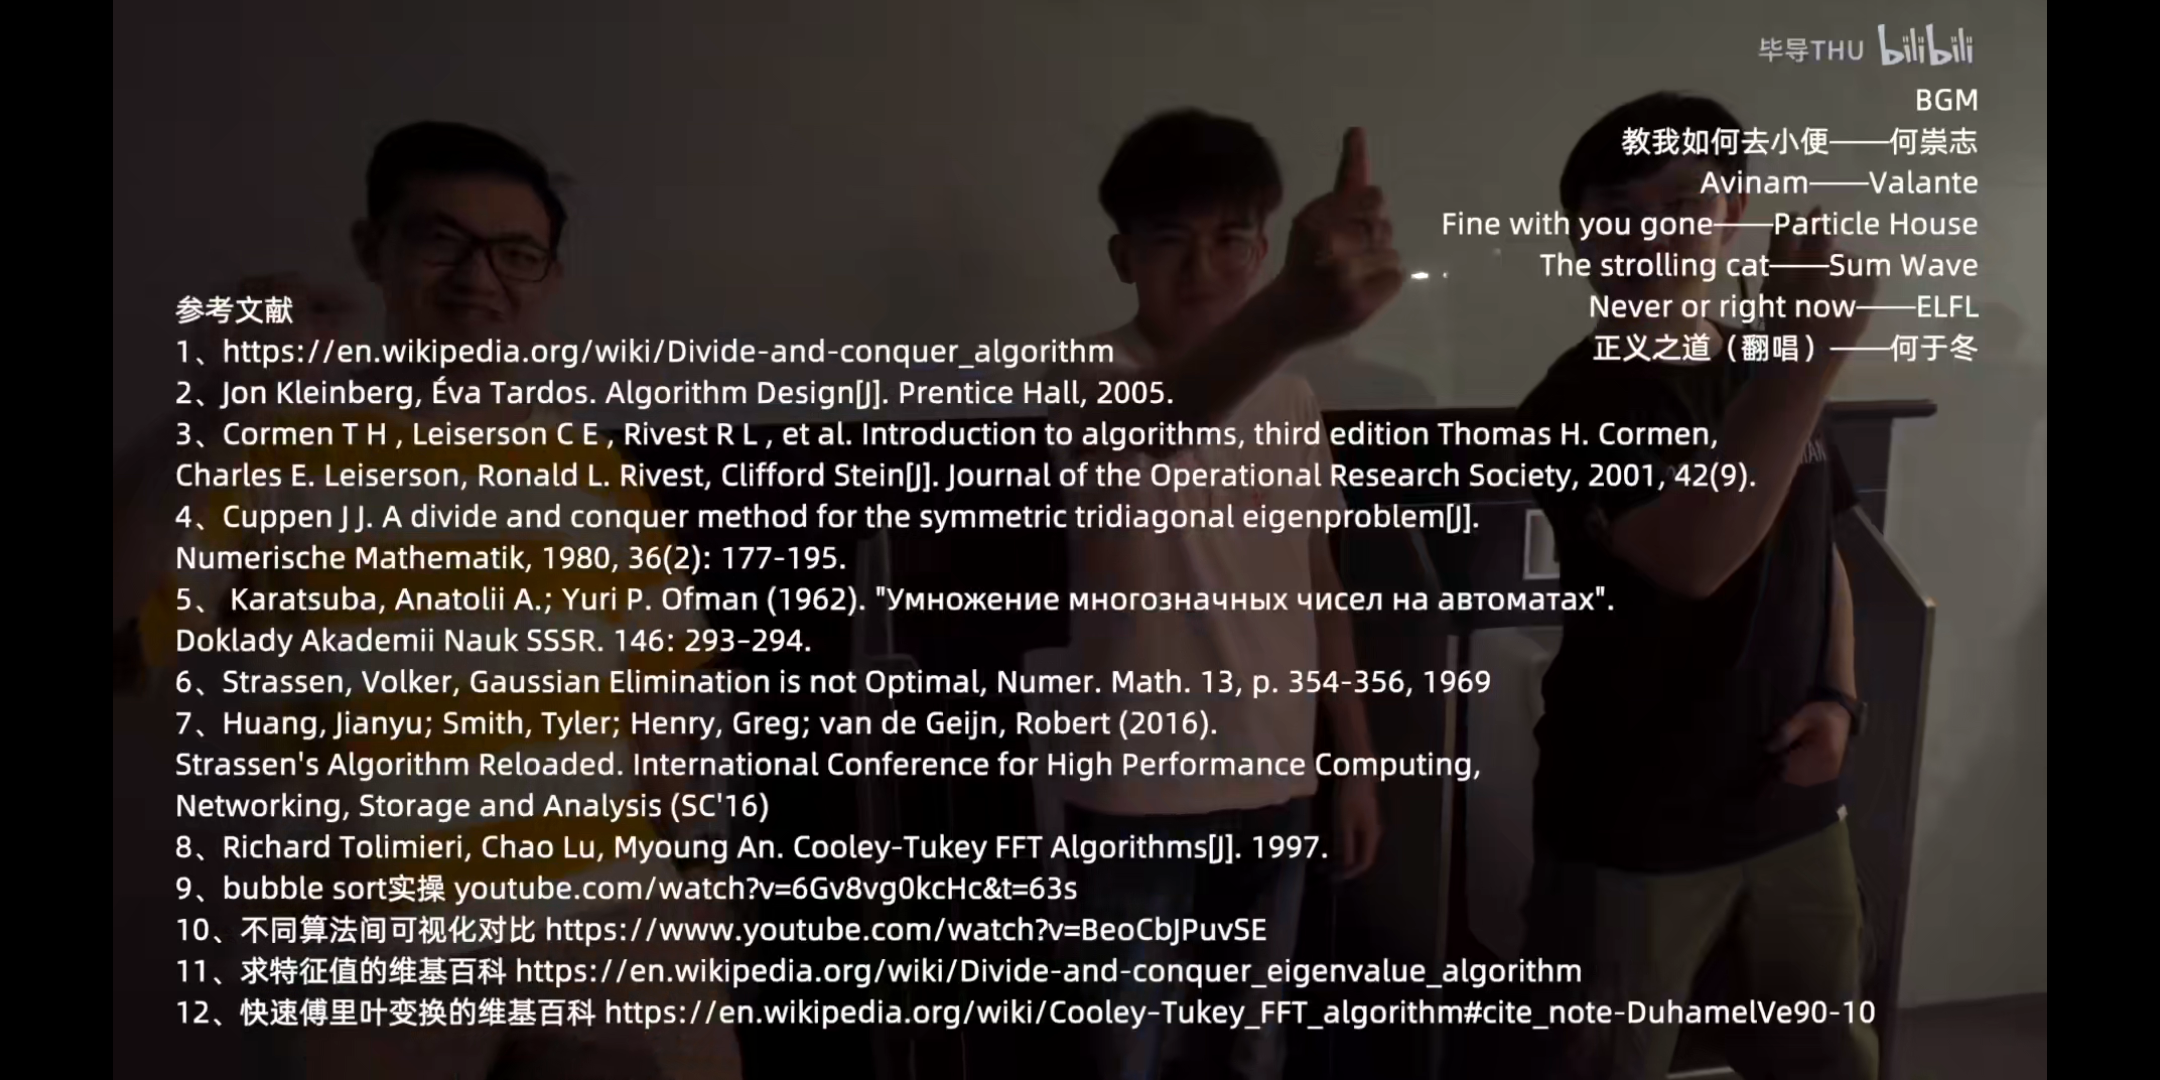 毕导THU bilibili
BGM
教我如何去小便——何崇志
Avinam——Valante
Fine with you gone——Particle House
The strolling cat——Sum Wave
Never or right now——ELFL
正义之道（翻唱）——何于冬
参考文献
1、https://en.wikipedia.org/wiki/Divide-and-conquer_algorithm
2、Jon Kleinberg, Éva Tardos. Algorithm Design[J]. Prentice Hall, 2005.
3、Cormen T H , Leiserson C E , Rivest R L , et al. Introduction to algorithms, third edition Thomas H. Cormen,
Charles E. Leiserson, Ronald L. Rivest, Clifford Stein[J]. Journal of the Operational Research Society, 2001, 42(9).
4、Cuppen J J. A divide and conquer method for the symmetric tridiagonal eigenproblem[J].
Numerische Mathematik, 1980, 36(2): 177-195.
5、 Karatsuba, Anatolii A.; Yuri P. Ofman (1962). "Умножение многозначных чисел на автоматах".
Doklady Akademii Nauk SSSR. 146: 293–294.
6、Strassen, Volker, Gaussian Elimination is not Optimal, Numer. Math. 13, p. 354-356, 1969
7、Huang, Jianyu; Smith, Tyler; Henry, Greg; van de Geijn, Robert (2016).
Strassen's Algorithm Reloaded. International Conference for High Performance Computing,
Networking, Storage and Analysis (SC'16)
8、Richard Tolimieri, Chao Lu, Myoung An. Cooley-Tukey FFT Algorithms[J]. 1997.
9、bubble sort实操 youtube.com/watch?v=6Gv8vg0kcHc&t=63s
10、不同算法间可视化对比 https://www.youtube.com/watch?v=BeoCbJPuvSE
11、求特征值的维基百科 https://en.wikipedia.org/wiki/Divide-and-conquer_eigenvalue_algorithm
12、快速傅里叶变换的维基百科 https://en.wikipedia.org/wiki/Cooley–Tukey_FFT_algorithm#cite_note-DuhamelVe90-10